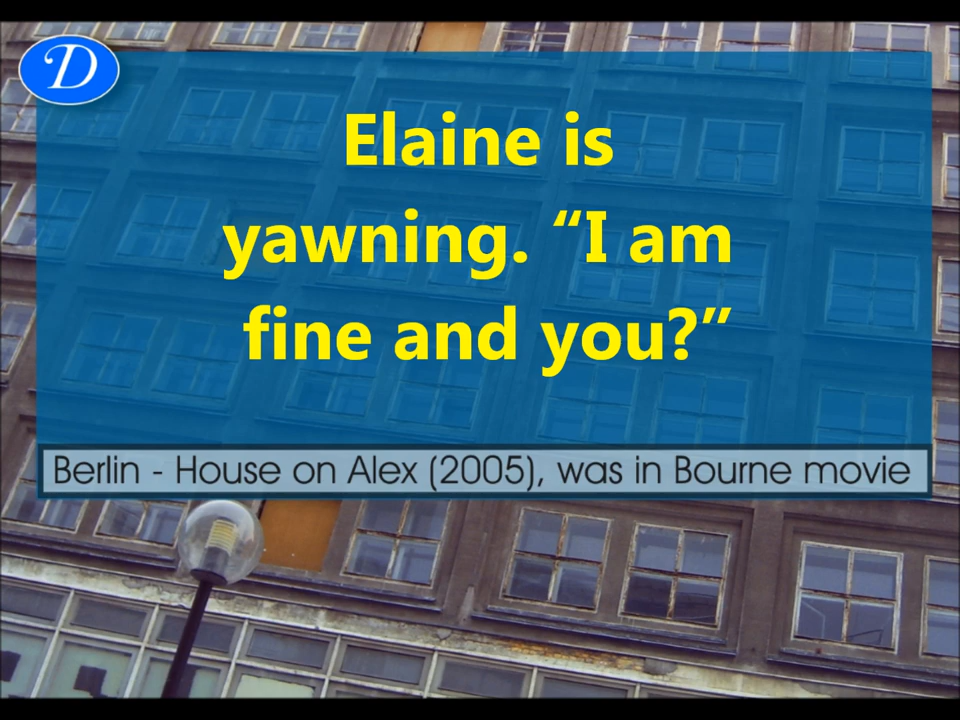 D
Elaine is
yawning. “I am
fine and you?”
Berlin - House on Alex (2005), was in Bourne movie